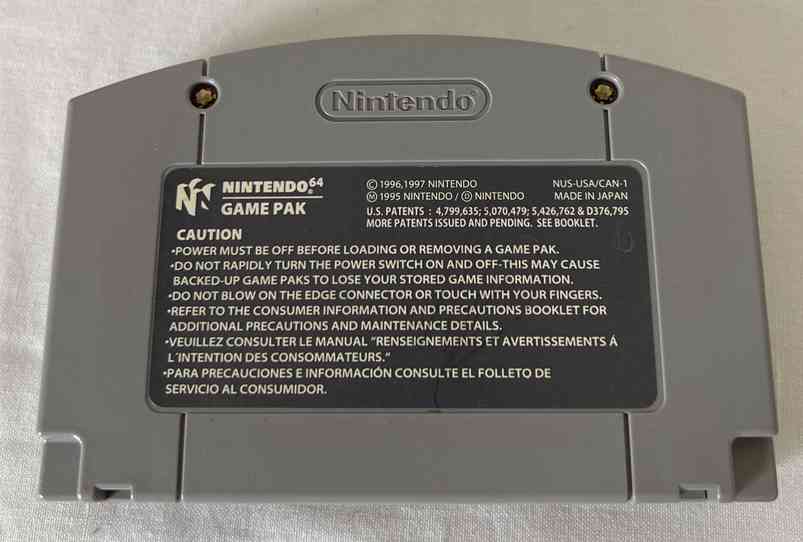 Nintendo®
NINTENDO®64
GAME PAK
© 1996,1997 NINTENDO
Ⓜ 1995 NINTENDO / Ⓓ NINTENDO
NUS-USA/CAN-1
MADE IN JAPAN
U.S. PATENTS : 4,799,635; 5,070,479; 5,426,762 & D376,795
MORE PATENTS ISSUED AND PENDING. SEE BOOKLET.
CAUTION
•POWER MUST BE OFF BEFORE LOADING OR REMOVING A GAME PAK.
•DO NOT RAPIDLY TURN THE POWER SWITCH ON AND OFF-THIS MAY CAUSE
BACKED-UP GAME PAKS TO LOSE YOUR STORED GAME INFORMATION.
•DO NOT BLOW ON THE EDGE CONNECTOR OR TOUCH WITH YOUR FINGERS.
•REFER TO THE CONSUMER INFORMATION AND PRECAUTIONS BOOKLET FOR
ADDITIONAL PRECAUTIONS AND MAINTENANCE DETAILS.
•VEUILLEZ CONSULTER LE MANUAL "RENSEIGNEMENTS ET AVERTISSEMENTS Á
L'INTENTION DES CONSOMMATEURS."
•PARA PRECAUCIONES E INFORMACIÓN CONSULTE EL FOLLETO DE
SERVICIO AL CONSUMIDOR.